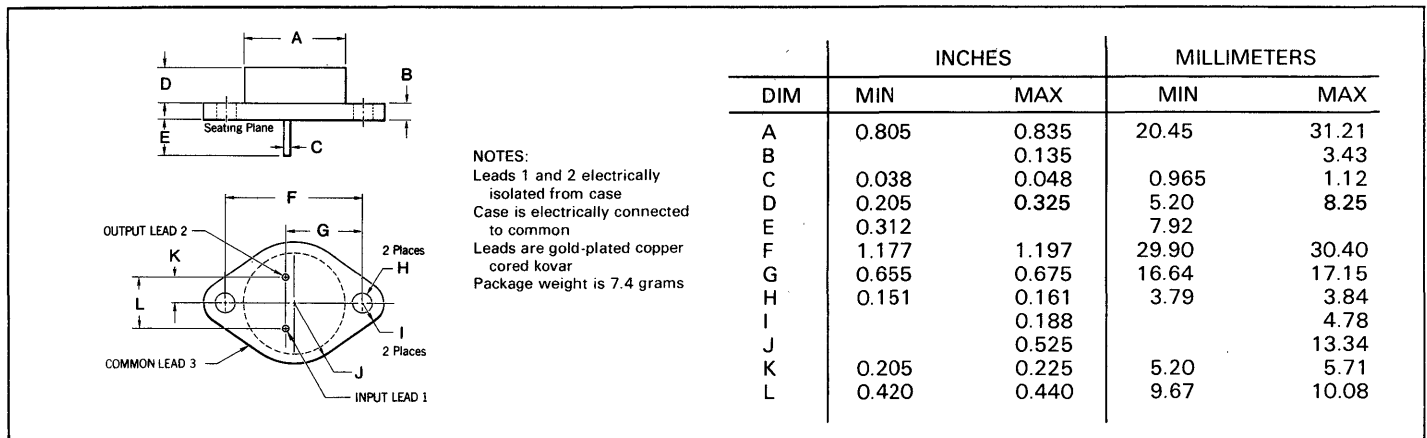 A
D
B
Seating Plane
E
C
F
G
OUTPUT LEAD 2
2 Places
K
H
L
I
2 Places
COMMON LEAD 3
J
INPUT LEAD 1
NOTES:
Leads 1 and 2 electrically
isolated from case
Case is electrically connected
to common
Leads are gold-plated copper
cored kovar
Package weight is 7.4 grams
INCHES MILLIMETERS
DIM MIN MAX MIN MAX
A 0.805 0.835 20.45 31.21
B 0.135 3.43
C 0.038 0.048 0.965 1.12
D 0.205 0.325 5.20 8.25
E 0.312 7.92
F 1.177 1.197 29.90 30.40
G 0.655 0.675 16.64 17.15
H 0.151 0.161 3.79 3.84
I 0.188 4.78
J 0.525 13.34
K 0.205 0.225 5.20 5.71
L 0.420 0.440 9.67 10.08